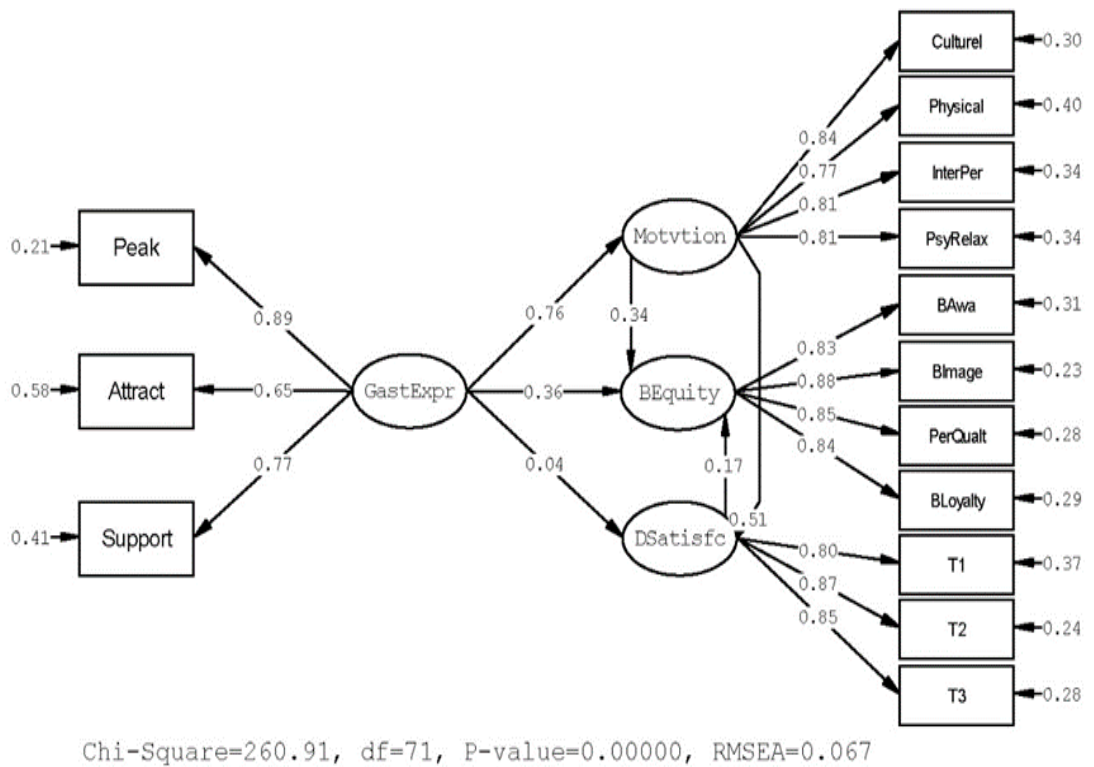 Culturel
0.30
Physical
0.40
0.84
0.77
InterPer
0.34
0.81
0.21
Peak
Motvtion
0.81
PsyRelax
0.34
0.89
0.76
0.34
BAwa
0.31
0.83
0.58
Attract
0.65
GastExpr
0.36
BEquity
0.88
BImage
0.23
0.85
PerQualt
0.28
0.84
0.77
0.04
0.17
BLoyalty
0.29
0.51
0.41
Support
DSatisfc
0.80
T1
0.37
0.87
0.85
T2
0.24
T3
0.28
Chi-Square=260.91, df=71, P-value=0.00000, RMSEA=0.067